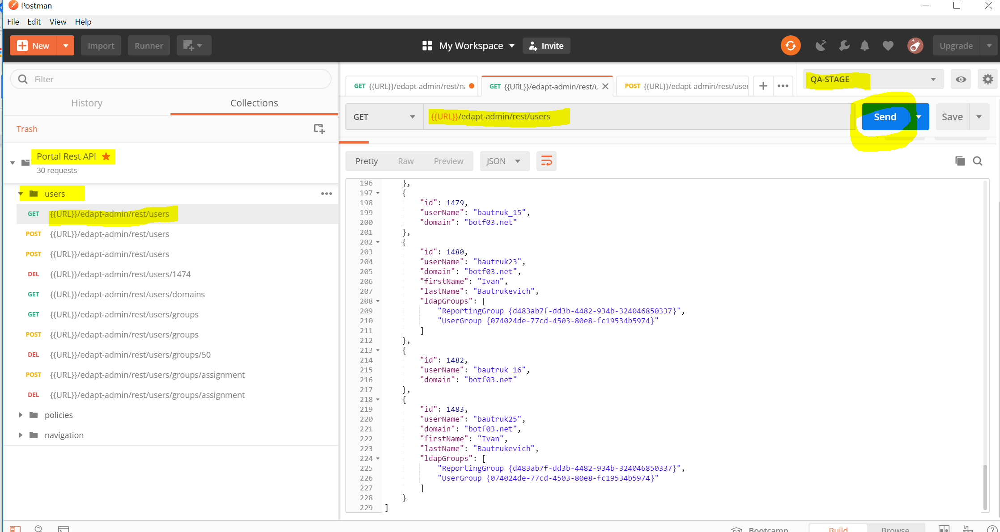 Postman
File Edit View Help
New Import Runner My Workspace Invite Upgrade
Filter
History Collections
Trash
Portal Rest API
30 requests
users
GET {{URL}}/edapt-admin/rest/users
POST {{URL}}/edapt-admin/rest/users
POST {{URL}}/edapt-admin/rest/users
DEL {{URL}}/edapt-admin/rest/users/1474
GET {{URL}}/edapt-admin/rest/users/domains
GET {{URL}}/edapt-admin/rest/users/groups
POST {{URL}}/edapt-admin/rest/users/groups
DEL {{URL}}/edapt-admin/rest/users/groups/50
POST {{URL}}/edapt-admin/rest/users/groups/assignment
DEL {{URL}}/edapt-admin/rest/users/groups/assignment
policies
navigation
GET {{URL}}/edapt-admin/rest/na GET {{URL}}/edapt-admin/rest/u POST {{URL}}/edapt-admin/rest/user QA-STAGE
GET {{URL}}/edapt-admin/rest/users Send Save
Pretty Raw Preview JSON
196 },
197 {
198 "id": 1479,
199 "userName": "bautruk_15",
200 "domain": "botf03.net"
201 },
202 {
203 "id": 1480,
204 "userName": "bautruk23",
205 "domain": "botf03.net",
206 "firstName": "Ivan",
207 "lastName": "Bautrukevich",
208 "ldapGroups": [
209 "ReportingGroup {d483ab7f-dd3b-4482-934b-324046850337}",
210 "UserGroup {074024de-77cd-4503-80e8-fc19534b5974}"
211 ]
212 },
213 {
214 "id": 1482,
215 "userName": "bautruk_16",
216 "domain": "botf03.net"
217 },
218 {
219 "id": 1483,
220 "userName": "bautruk25",
221 "domain": "botf03.net",
222 "firstName": "Ivan",
223 "lastName": "Bautrukevich",
224 "ldapGroups": [
225 "ReportingGroup {d483ab7f-dd3b-4482-934b-324046850337}",
226 "UserGroup {074024de-77cd-4503-80e8-fc19534b5974}"
227 ]
228 }
229 ]
Bootcamp Build Browse